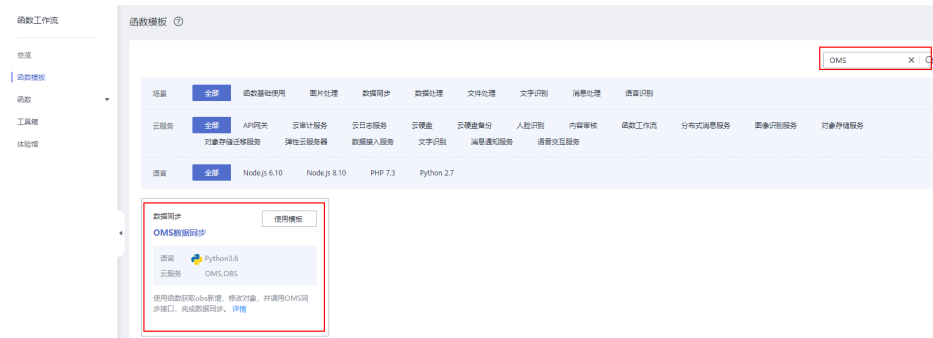 函数工作流
总览
函数模板
函数
工具箱
体验馆
函数模板
OMS
场景 全部 函数基础使用 图片处理 数据同步 数据处理 文件处理 文字识别 消息处理 语音识别
云服务 全部 API网关 云审计服务 云日志服务 云硬盘 云硬盘备份 人脸识别 内容审核 函数工作流 分布式消息服务 图像识别服务 对象存储服务
对象存储迁移服务 弹性云服务器 数据接入服务 文字识别 消息通知服务 语音交互服务
语言 全部 Node.js 6.10 Node.js 8.10 PHP 7.3 Python 2.7
数据同步 使用模板
OMS数据同步
语言 Python3.6
云服务 OMS,OBS
使用函数获取obs新增、修改对象，并调用OMS同
步接口，完成数据同步。 详情